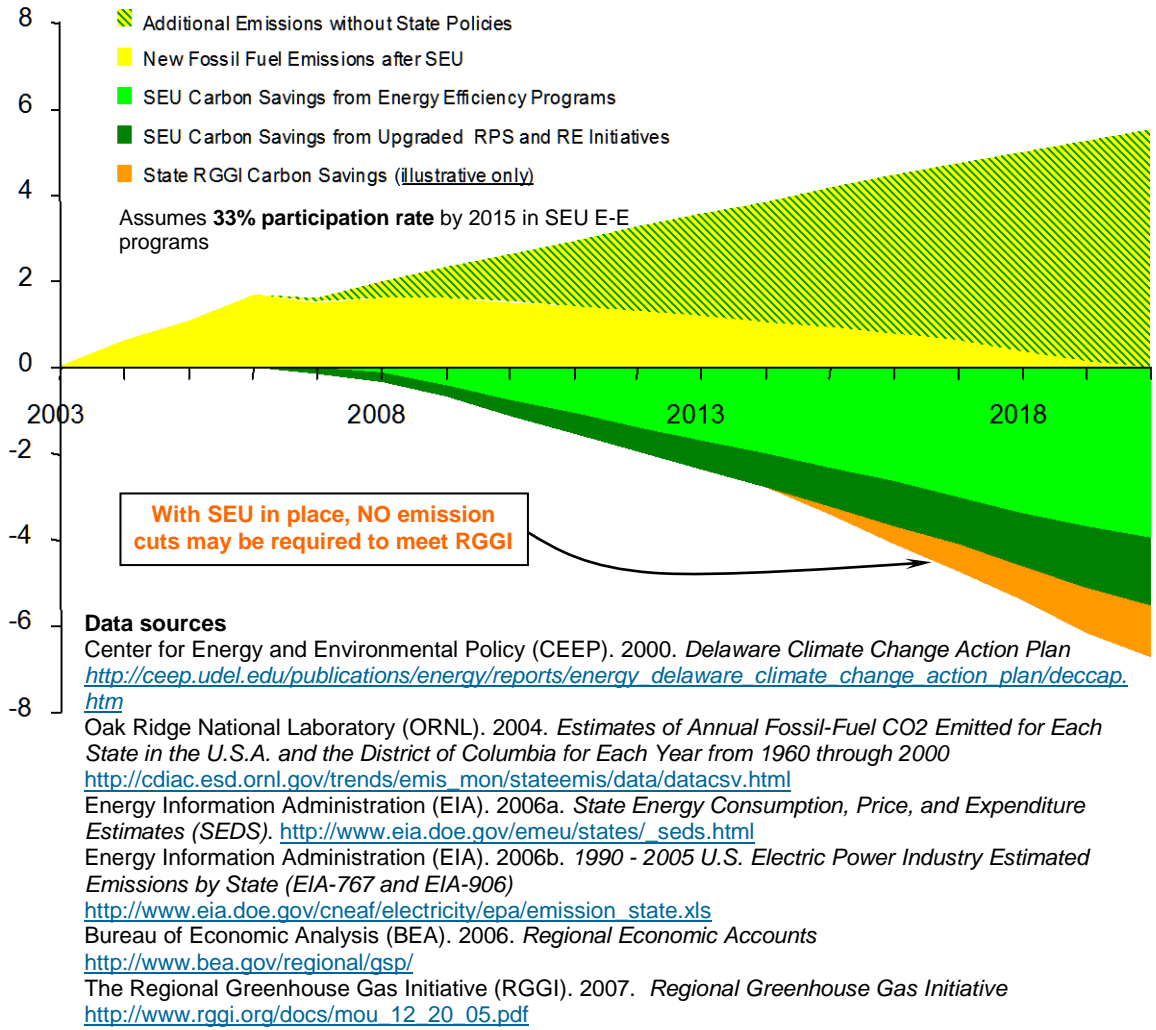 8
Additional Emissions without State Policies
New Fossil Fuel Emissions after SEU
6
SEU Carbon Savings from Energy Efficiency Programs
SEU Carbon Savings from Upgraded RPS and RE Initiatives
State RGGI Carbon Savings (illustrative only)
4
Assumes 33% participation rate by 2015 in SEU E-E
programs
2
0
2003
2008
2013
2018
-2
With SEU in place, NO emission
cuts may be required to meet RGGI
-4
-6
-8
Data sources
Center for Energy and Environmental Policy (CEEP). 2000. Delaware Climate Change Action Plan
http://ceep.udel.edu/publications/energy/reports/energy_delaware_climate_change_action_plan/deccap.
htm
Oak Ridge National Laboratory (ORNL). 2004. Estimates of Annual Fossil-Fuel CO2 Emitted for Each
State in the U.S.A. and the District of Columbia for Each Year from 1960 through 2000
http://cdiac.esd.ornl.gov/trends/emis_mon/stateemis/data/datacsv.html
Energy Information Administration (EIA). 2006a. State Energy Consumption, Price, and Expenditure
Estimates (SEDS). http://www.eia.doe.gov/emeu/states/_seds.html
Energy Information Administration (EIA). 2006b. 1990 - 2005 U.S. Electric Power Industry Estimated
Emissions by State (EIA-767 and EIA-906)
http://www.eia.doe.gov/cneaf/electricity/epa/emission_state.xls
Bureau of Economic Analysis (BEA). 2006. Regional Economic Accounts
http://www.bea.gov/regional/gsp/
The Regional Greenhouse Gas Initiative (RGGI). 2007. Regional Greenhouse Gas Initiative
http://www.rggi.org/docs/mou_12_20_05.pdf